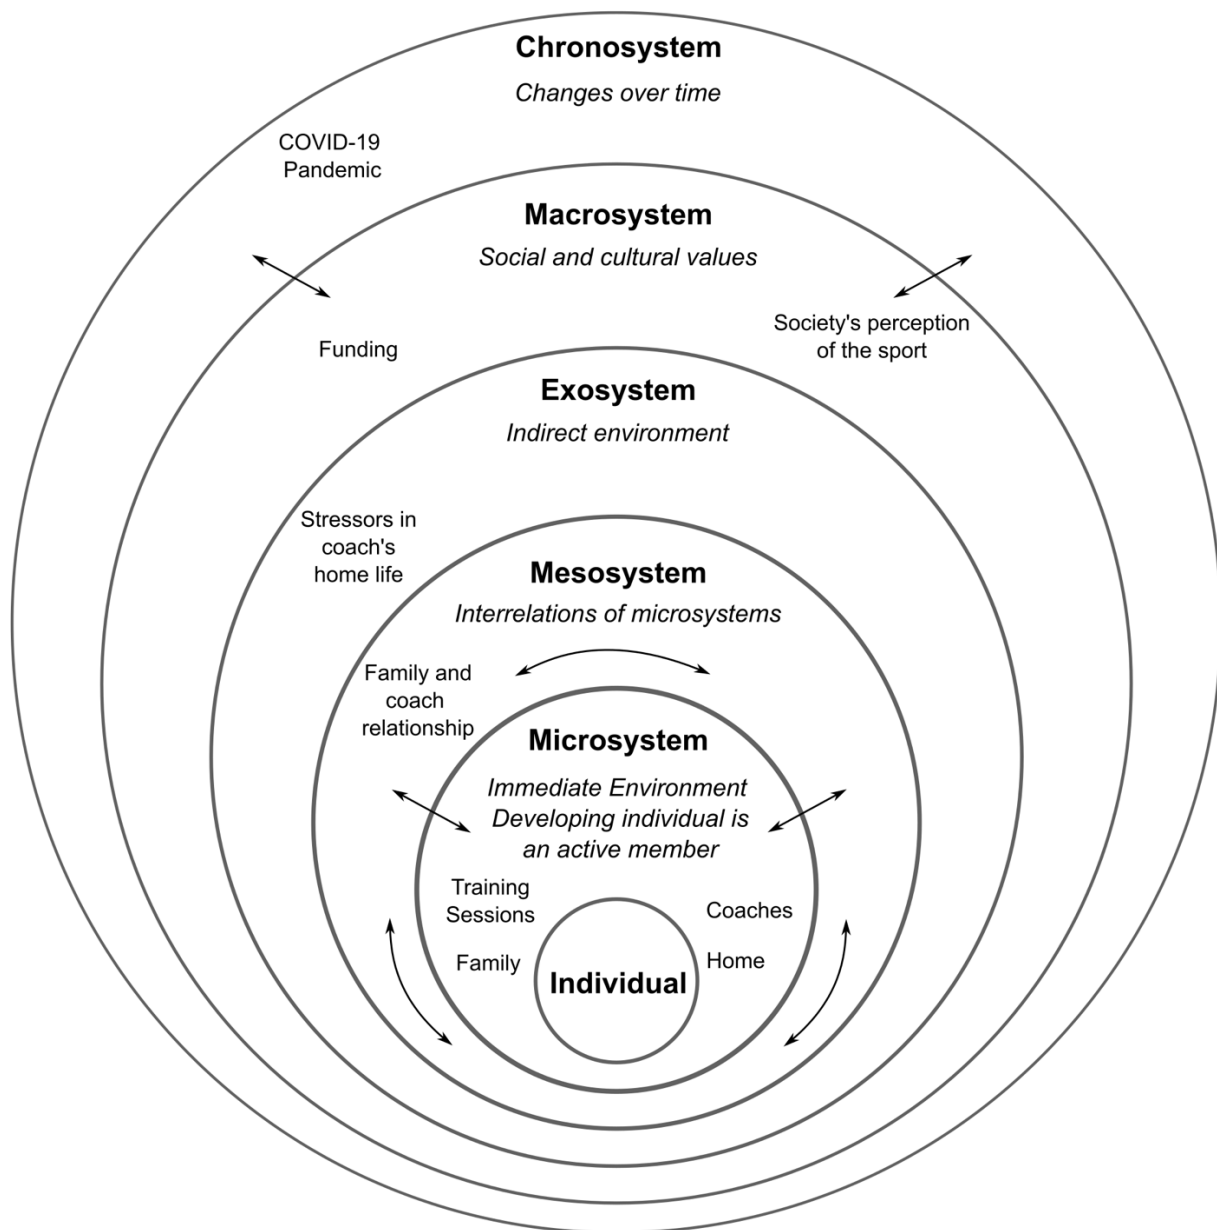 Chronosystem
Changes over time
COVID-19
Pandemic
Macrosystem
Social and cultural values
Funding
Society's perception
of the sport
Exosystem
Indirect environment
Stressors in
coach's
home life
Mesosystem
Interrelations of microsystems
Family and
coach
relationship
Microsystem
Immediate Environment
Developing individual is
an active member
Training
Sessions
Coaches
Family
Home
Individual